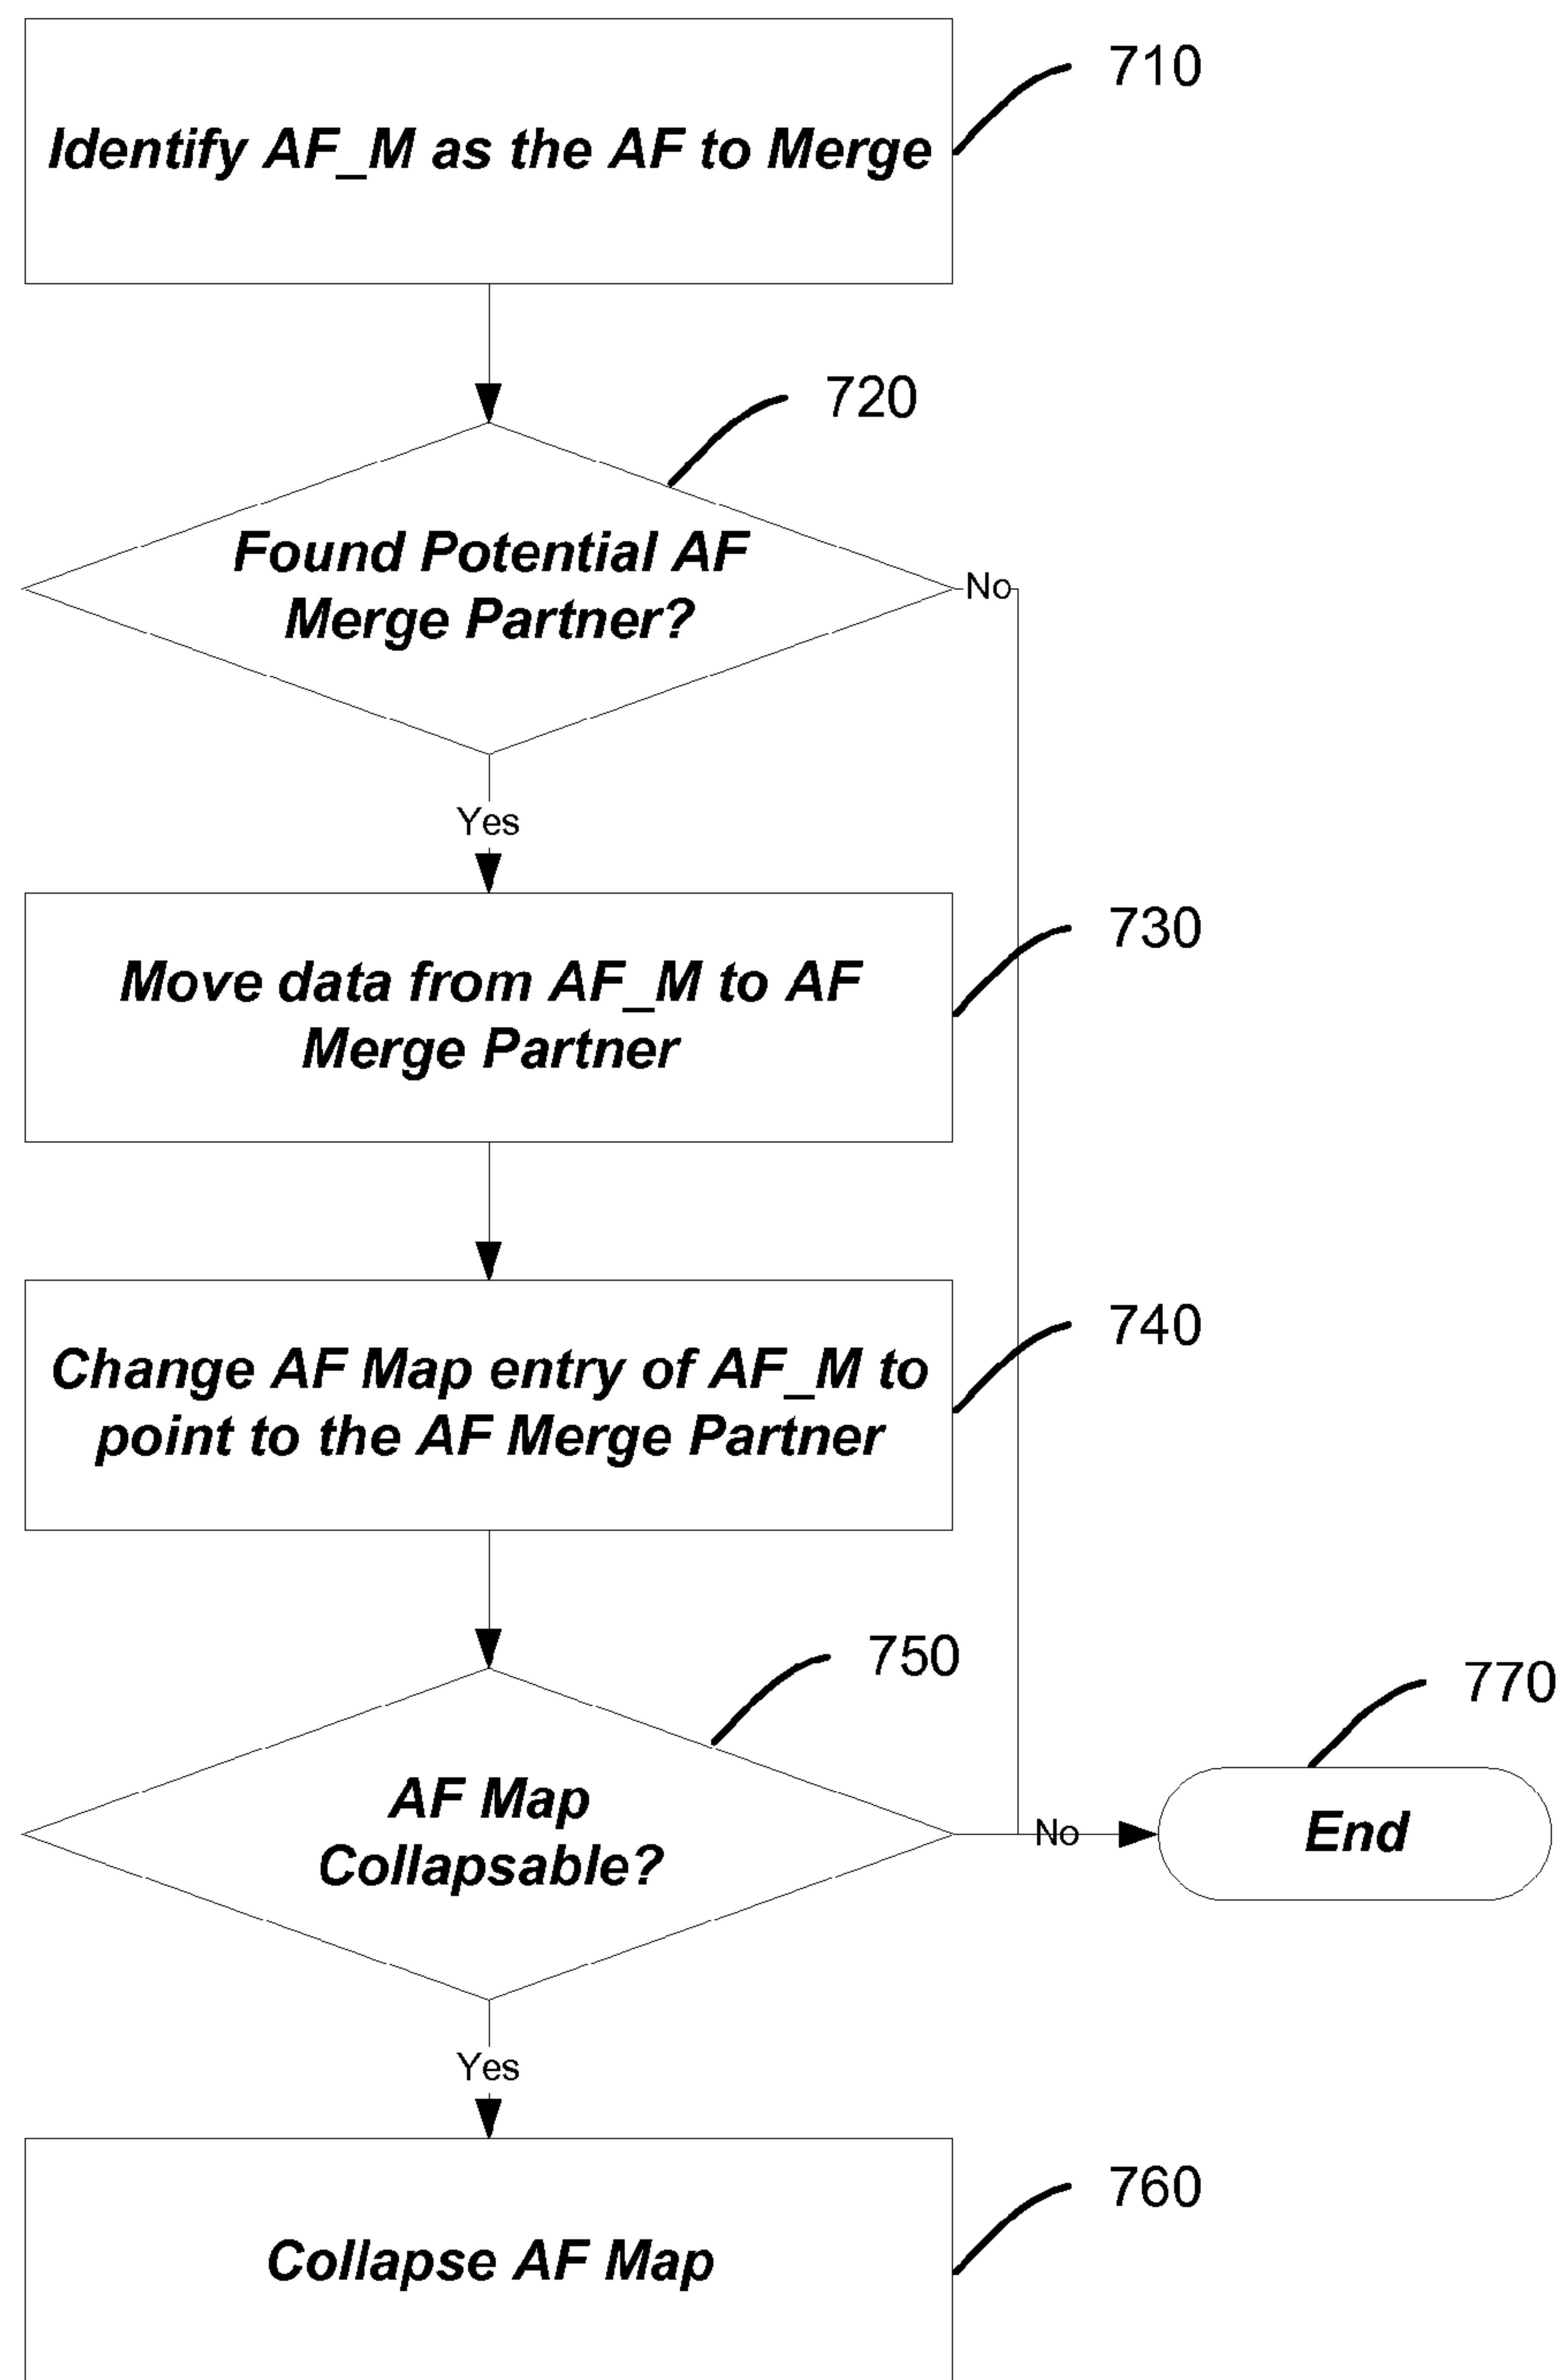 Identify AF_M as the AF to Merge
710
720
Found Potential AF
Merge Partner?
No
Yes
730
Move data from AF_M to AF
Merge Partner
740
Change AF Map entry of AF_M to
point to the AF Merge Partner
750
770
AF Map
Collapsable?
No
End
Yes
760
Collapse AF Map